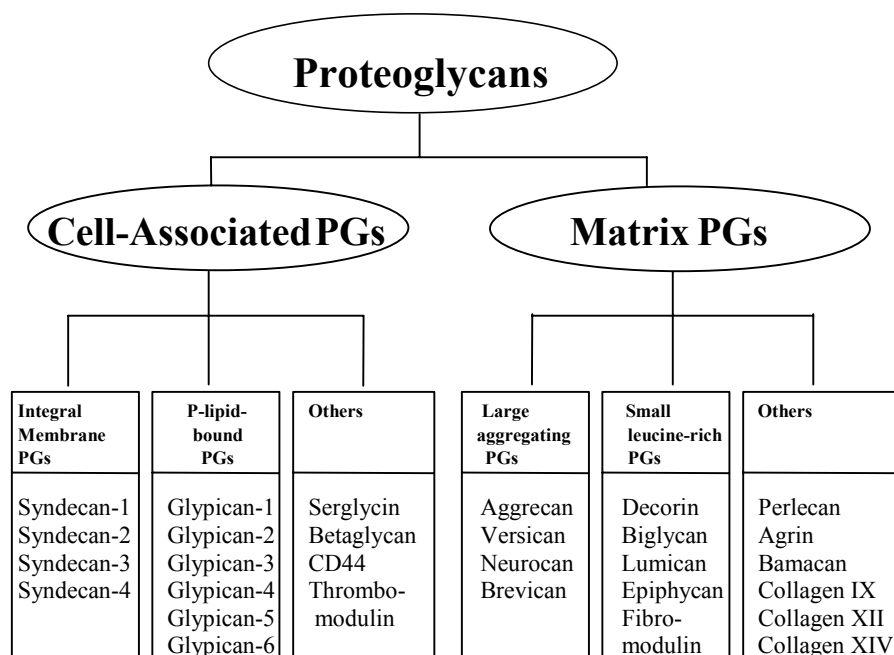 Proteoglycans
Cell-Associated PGs
Matrix PGs
Integral
Membrane
PGs
Syndecan-1
Syndecan-2
Syndecan-3
Syndecan-4
P-lipid-
bound
PGs
Glypican-1
Glypican-2
Glypican-3
Glypican-4
Glypican-5
Glypican-6
Others
Serglycin
Betaglycan
CD44
Thrombo-
modulin
Large
aggregating
PGs
Aggrecan
Versican
Neurocan
Brevican
Small
leucine-rich
PGs
Decorin
Biglycan
Lumican
Epiphycan
Fibro-
modulin
Others
Perlecan
Agrin
Bamacan
Collagen IX
Collagen XII
Collagen XIV